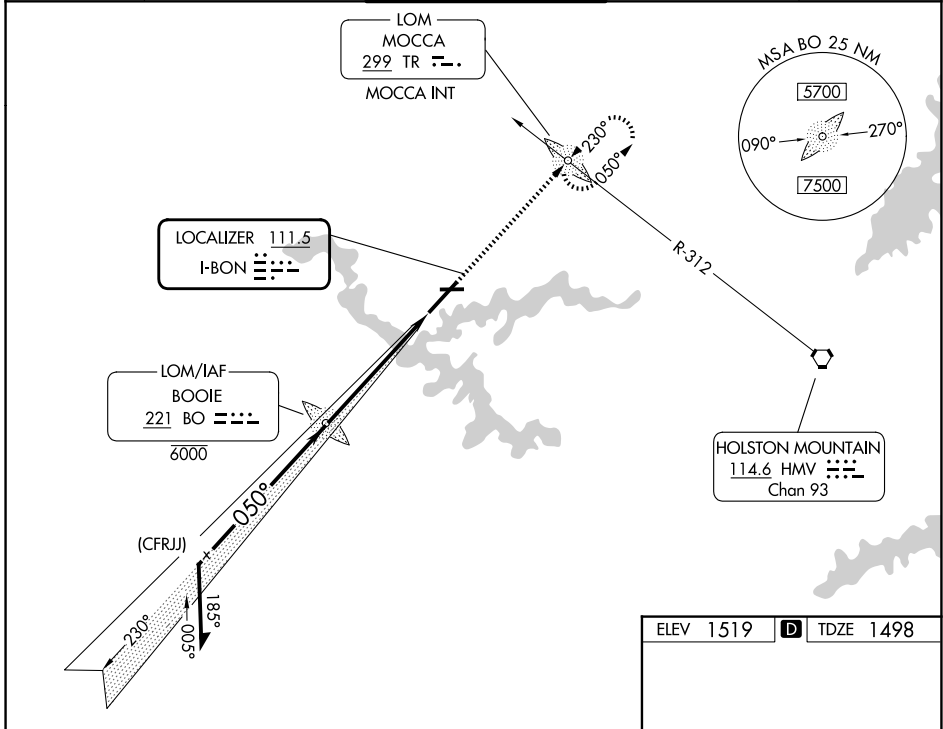 LOM
MOCCA
299 TR
MOCCA INT
MSA BO 25 NM
5700
090°
270°
7500
230°
050°
LOCALIZER 111.5
I-BON
R-312
LOM/IAF
BOOIE
221 BO
6000
HOLSTON MOUNTAIN
114.6 HMV
Chan 93
050°
(CFRJJ)
230°
005°
185°
ELEV 1519 D TDZE 1498